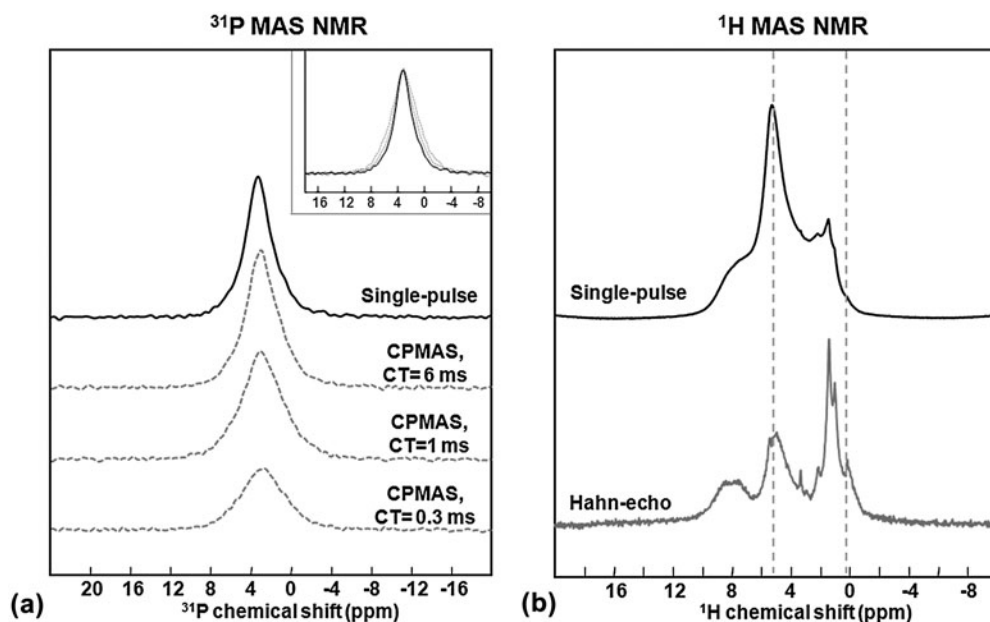 ³¹P MAS NMR
16 12 8 4 0 -4 -8
Single-pulse
CPMAS,
CT= 6 ms
CPMAS,
CT=1 ms
CPMAS,
CT=0.3 ms
20 16 12 8 4 0 -4 -8 -12 -16
(a)
³¹P chemical shift (ppm)
¹H MAS NMR
Single-pulse
Hahn-echo
16 12 8 4 0 -4 -8
(b)
¹H chemical shift (ppm)